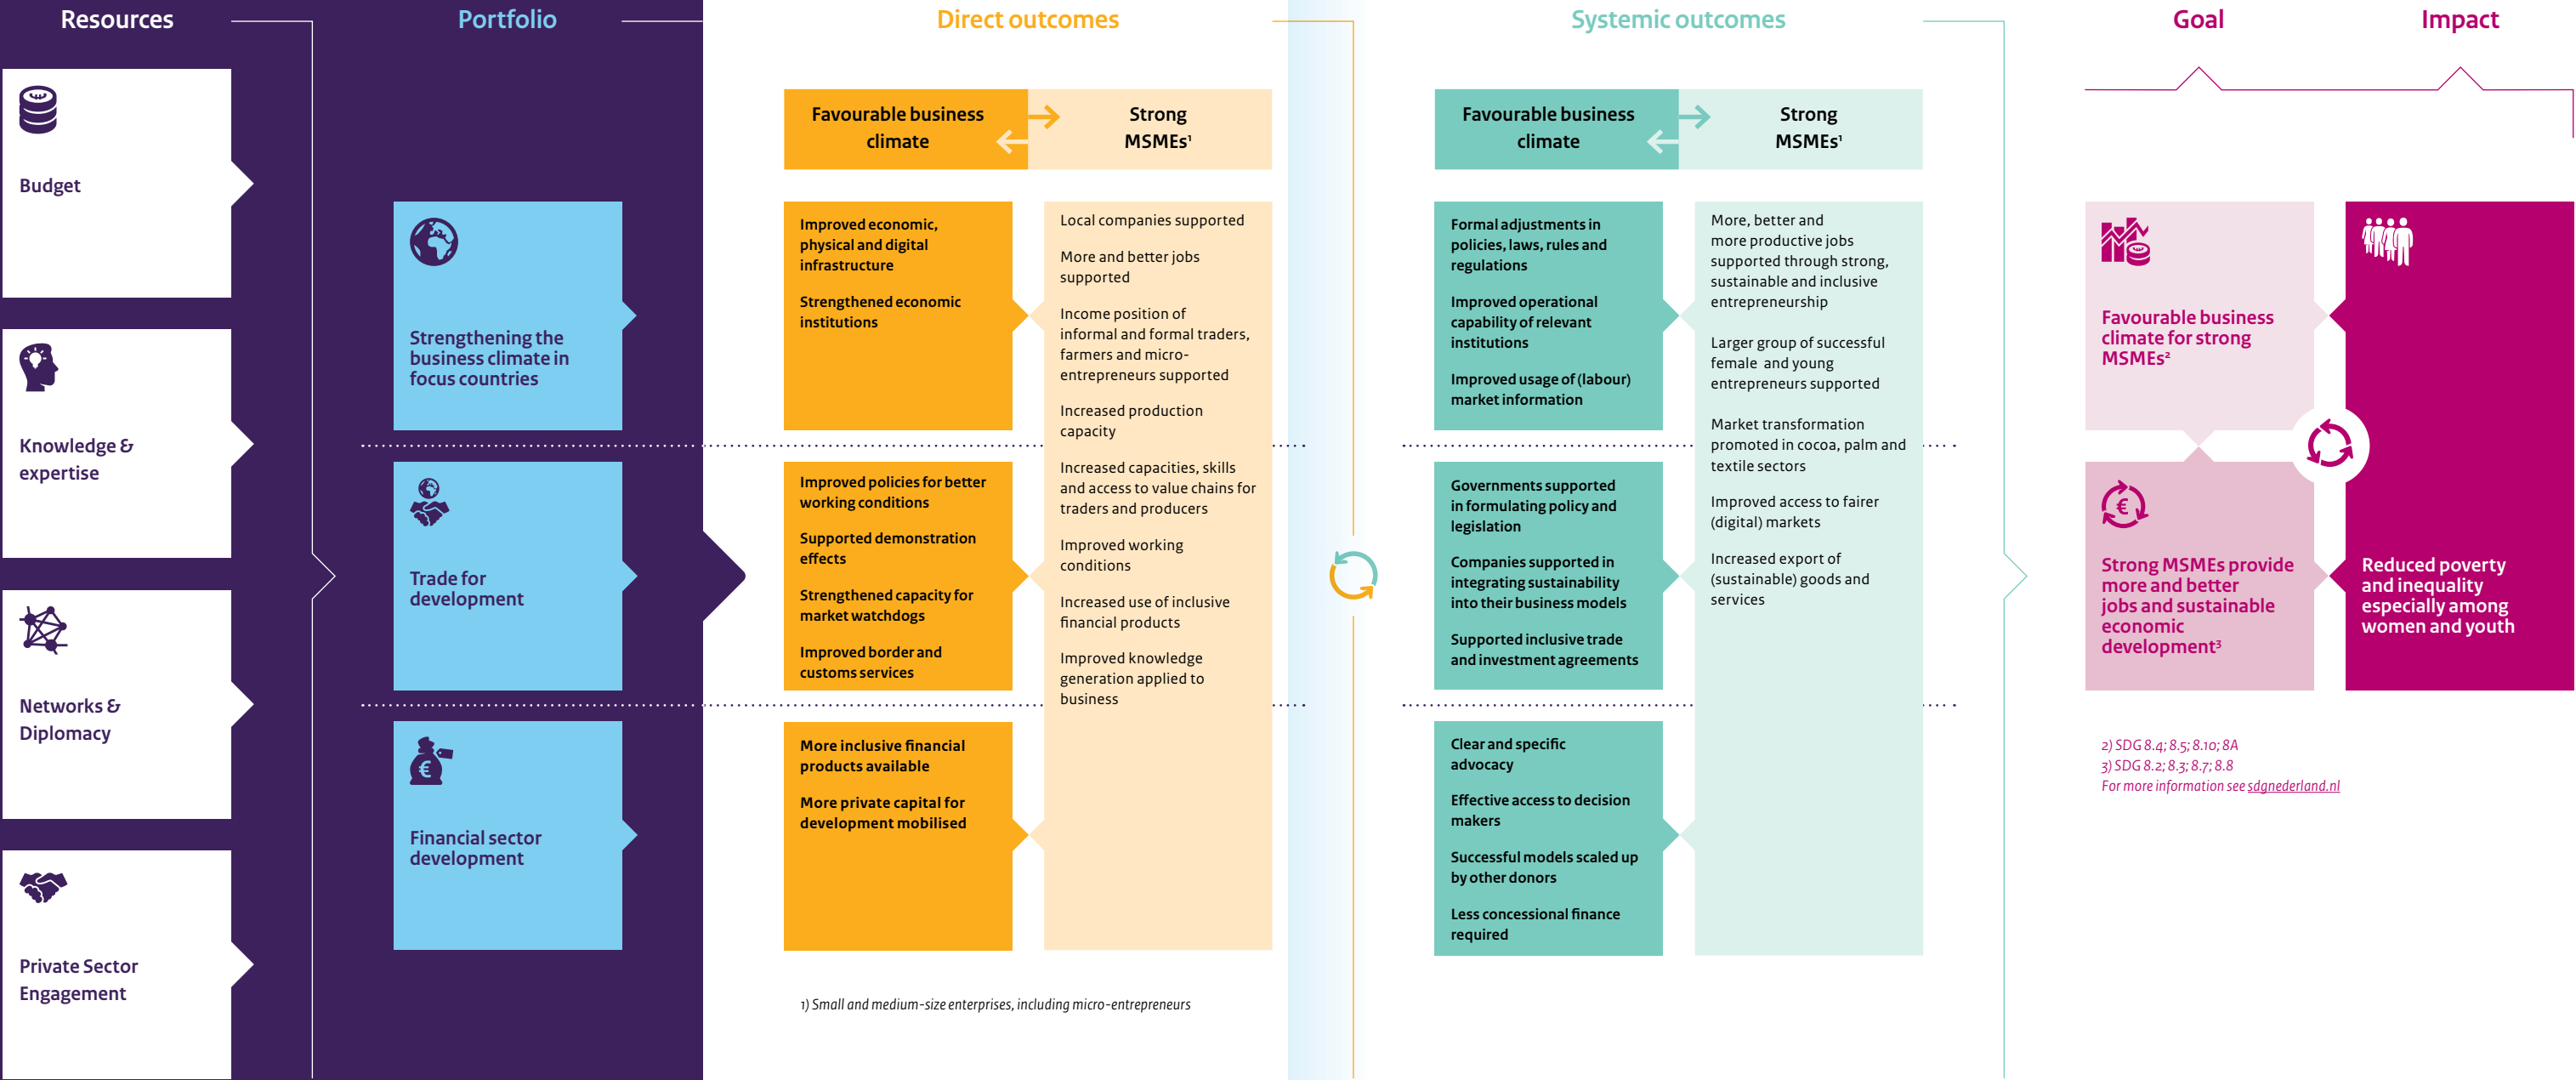 Resources
Budget
Knowledge &
expertise
Networks &
Diplomacy
Private Sector
Engagement
Portfolio
Strengthening the
business climate in
focus countries
Trade for
development
€
Financial sector
development
Direct outcomes
Favourable business
climate
Strong
MSMEs¹
Improved economic,
physical and digital
infrastructure
Strengthened economic
institutions
Improved policies for better
working conditions
Supported demonstration
effects
Strengthened capacity for
market watchdogs
Improved border and
customs services
More inclusive financial
products available
More private capital for
development mobilised
Local companies supported
More and better jobs
supported
Income position of
informal and formal traders,
farmers and micro-
entrepreneurs supported
Increased production
capacity
Increased capacities, skills
and access to value chains for
traders and producers
Improved working
conditions
Increased use of inclusive
financial products
Improved knowledge
generation applied to
business
1) Small and medium-size enterprises, including micro-entrepreneurs
Systemic outcomes
Favourable business
climate
Strong
MSMEs¹
Formal adjustments in
policies, laws, rules and
regulations
Improved operational
capability of relevant
institutions
Improved usage of (labour)
market information
Governments supported
in formulating policy and
legislation
Companies supported in
integrating sustainability
into their business models
Supported inclusive trade
and investment agreements
Clear and specific
advocacy
Effective access to decision
makers
Successful models scaled up
by other donors
Less concessional finance
required
More, better and
more productive jobs
supported through strong,
sustainable and inclusive
entrepreneurship
Larger group of successful
female and young
entrepreneurs supported
Market transformation
promoted in cocoa, palm and
textile sectors
Improved access to fairer
(digital) markets
Increased export of
(sustainable) goods and
services
Goal
Favourable business
climate for strong
MSMEs²
€
Strong MSMEs provide
more and better
jobs and sustainable
economic
development³
Impact
Reduced poverty
and inequality
especially among
women and youth
2) SDG 8.4; 8.5; 8.10; 8A
3) SDG 8.2; 8.3; 8.7; 8.8
For more information see sdgnederland.nl